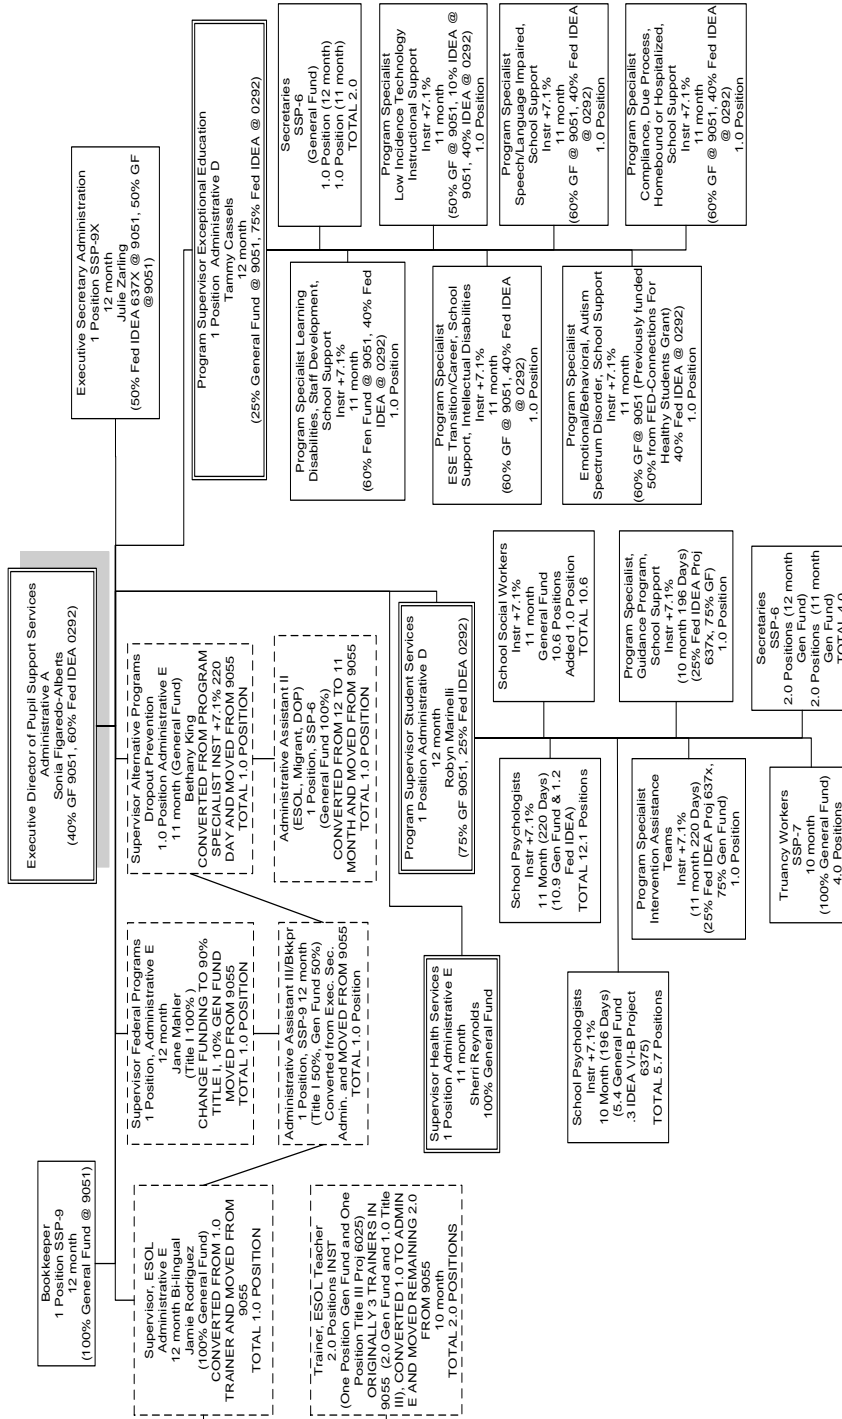 Executive Director of Pupil Support Services
Administrative A
Sonia Figaredo-Alberts
(40% GF 9051, 60% Fed IDEA 0292)
Bookkeeper
1 Position SSP-9
12 month
(100% General Fund @ 9051)
Executive Secretary Administration
1 Position SSP-9X
12 month
Julie Zarling
(50% Fed IDEA 637X @ 9051, 50% GF
@9051)
Supervisor, ESOL
Administrative E
12 month Bi-lingual
Jamie Rodriguez
(100% General Fund)
CONVERTED FROM 1.0
TRAINER AND MOVED FROM
9055
TOTAL 1.0 POSITION
Supervisor Federal Programs
1 Position, Administrative E
12 month
Jane Mahler
(Title I 100% )
CHANGE FUNDING TO 90%
TITLE I, 10% GEN FUND
MOVED FROM 9055
TOTAL 1.0 POSITION
Supervisor Alternative Programs
Dropout Prevention
1.0 Position Administrative E
11 month (General Fund)
Bethany King
CONVERTED FROM PROGRAM
SPECIALIST INST +7.1% 220
DAY AND MOVED FROM 9055
TOTAL 1.0 POSITION
Trainer, ESOL Teacher
2.0 Positions INST
(One Position Gen Fund and One
Position Title III Proj 6025)
ORIGINALLY 3 TRAINERS IN
9055  (2.0 Gen Fund and 1.0 Title
III), CONVERTED 1.0 TO ADMIN
E AND MOVED REMAINING 2.0
FROM 9055
10 month
TOTAL 2.0 POSITIONS
Administrative Assistant III/Bkkpr
1 Position, SSP-9 12 month
(Title I 50%, Gen Fund 50%)
Converted from Exec. Sec.
Admin. and MOVED FROM 9055
TOTAL 1.0 Position
Administrative Assistant II
(ESOL, Migrant, DOP)
1 Position, SSP-6
(General Fund 100%)
CONVERTED FROM 12 TO 11
MONTH AND MOVED FROM 9055
TOTAL 1.0 POSITION
Program Supervisor Exceptional Education
1 Position  Administrative D
Tammy Cassels
12 month
(25% General Fund @ 9051, 75% Fed IDEA @ 0292)
Secretaries
SSP-6
(General Fund)
1.0 Position (12 month)
1.0 Position (11 month)
TOTAL 2.0
Program Specialist Learning
Disabilities, Staff Development,
School Support
Instr +7.1%
11 month
(60% Fen Fund @ 9051, 40% Fed
IDEA @ 0292)
1.0 Position
Program Specialist
Low Incidence Technology
Instructional Support
Instr +7.1%
11 month
(50% GF @ 9051, 10% IDEA @
9051, 40% IDEA @ 0292)
1.0 Position
Program Specialist
ESE Transition/Career, School
Support, Intellectual Disabilities
Instr +7.1%
11 month
(60% GF @ 9051, 40% Fed IDEA
@ 0292)
1.0 Position
Program Specialist
Speech/Language Impaired,
School Support
Instr +7.1%
11 month
(60% GF @ 9051, 40% Fed IDEA
@ 0292)
1.0 Position
Program Specialist
Emotional/Behavioral, Autism
Spectrum Disorder, School Support
Instr +7.1%
11 month
(60% GF@ 9051 (Previously funded
50% from FED-Connections For
Healthy Students Grant)
40% Fed IDEA @ 0292)
1.0 Position
Program Specialist
Compliance, Due Process,
Homebound or Hospitalized,
School Support
Instr +7.1%
11 month
(60% GF @ 9051, 40% Fed IDEA
@ 0292)
1.0 Position
Supervisor Health Services
1 Position Administrative E
11 month
Sherri Reynolds
100% General Fund
Program Supervisor Student Services
1 Position Administrative D
12 month
Robyn Marinelli
(75% GF 9051, 25% Fed IDEA 0292)
School Psychologists
Instr +7.1%
11 Month (220 Days)
(10.9 Gen Fund & 1.2
Fed IDEA)
TOTAL 12.1 Positions
School Social Workers
Instr +7.1%
11 month
General Fund
10.6 Positions
Added 1.0 Position
TOTAL 10.6
School Psychologists
Instr +7.1%
10 Month (196 Days)
(5.4 General Fund
.3 IDEA VI-B Project
6375)
TOTAL 5.7 Positions
Program Specialist
Intervention Assistance
Teams
Instr +7.1%
(11 month 220 Days)
(25% Fed IDEA Proj 637x,
75% Gen Fund)
1.0 Position
Program Specialist,
Guidance Program,
School Support
Instr +7.1%
(10 month 196 Days)
(25% Fed IDEA Proj
637x, 75% GF)
1.0 Position
Truancy Workers
SSP-7
10 month
(100% General Fund)
4.0 Positions
Secretaries
SSP-6
2.0 Positions (12 month
Gen Fund)
2.0 Positions  (11 month
Gen Fund)
TOTAL 4.0